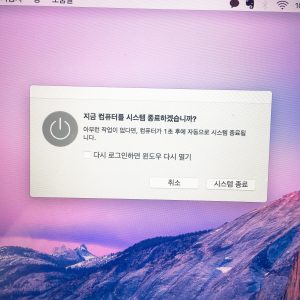 도움말
지금 컴퓨터를 시스템 종료하겠습니까?
아무런 작업이 없다면, 컴퓨터가 1초 후에 자동으로 시스템 종료됩
니다.
다시 로그인하면 윈도우 다시 열기
취소
시스템 종료